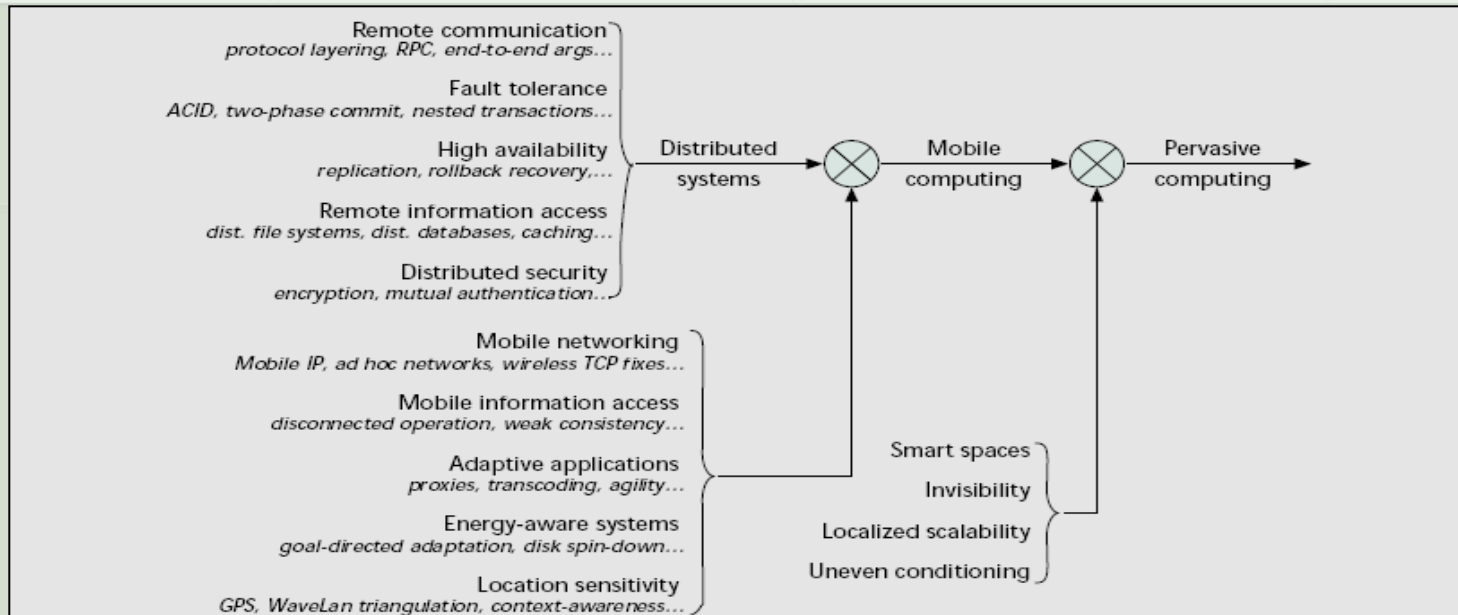 Remote communication
protocol layering, RPC, end-to-end args...
Fault tolerance
ACID, two-phase commit, nested transactions...
High availability
replication, rollback recovery,...
Remote information access
dist. file systems, dist. databases, caching...
Distributed security
encryption, mutual authentication...
Distributed
systems
Mobile
computing
Pervasive
computing
Mobile networking
Mobile IP, ad hoc networks, wireless TCP fixes...
Mobile information access
disconnected operation, weak consistency...
Adaptive applications
proxies, transcoding, agility...
Energy-aware systems
goal-directed adaptation, disk spin-down...
Location sensitivity
GPS, WaveLan triangulation, context-awareness...
Smart spaces
Invisibility
Localized scalability
Uneven conditioning